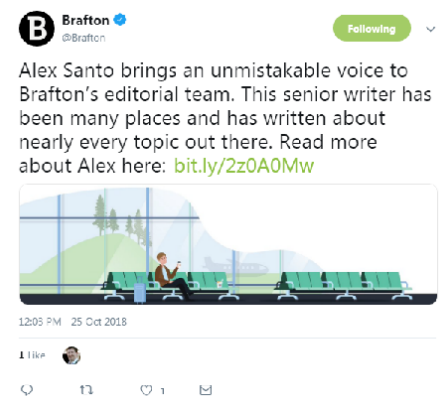 B
Brafton
@Brafton
Following
Alex Santo brings an unmistakable voice to
Brafton's editorial team. This senior writer has
been many places and has written about
nearly every topic out there. Read more
about Alex here: bit.ly/2z0A0Mw
12:03 PM 25 Oct 2018
1 Like
1